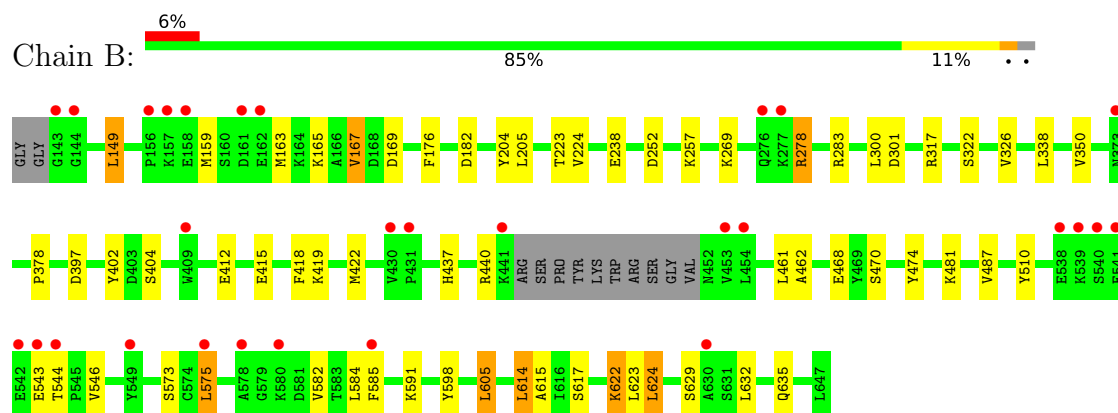 6%
Chain B:
85% 11% • •
GLY GLY G143 G144 L149 P156 K157 E158 M159 S160 D161 E162 M163 K164 K165 A166 V167 D168 D169 F176 D182 Y204 L205 T223 V224 E238 D252 K257 K269 Q276 K277 R278 R283 L300 D301 R317 S322 V326 L338 V350 N373
P378 D397 Y402 D403 S404 W409 E412 E415 F418 K419 M422 V430 P431 H437 R440 K441 ARG SER PRO TYR LYS TRP ARG SER GLY VAL N452 V453 L454 L461 A462 E468 Y469 S470 Y474 K481 V487 Y510 E538 K539 S540 E541
E542 E543 T544 P545 V546 Y549 S573 C574 L575 A578 G579 K580 D581 V582 T583 L584 F585 K591 Y598 L605 L614 A615 I616 S617 K622 L623 L624 S629 A630 S631 L632 Q635 L647